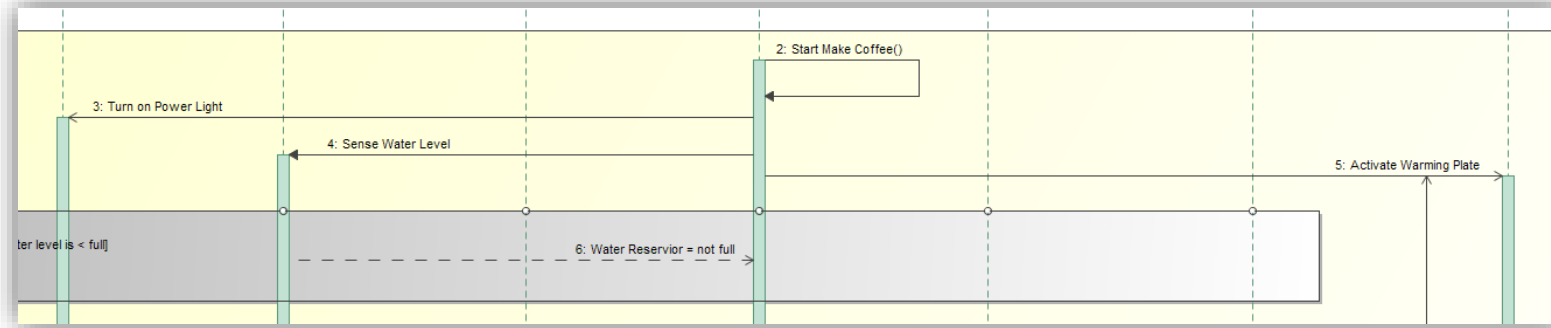 2: Start Make Coffee()
3: Turn on Power Light
4: Sense Water Level
5: Activate Warming Plate
ter level is < full]
6: Water Reservior = not full